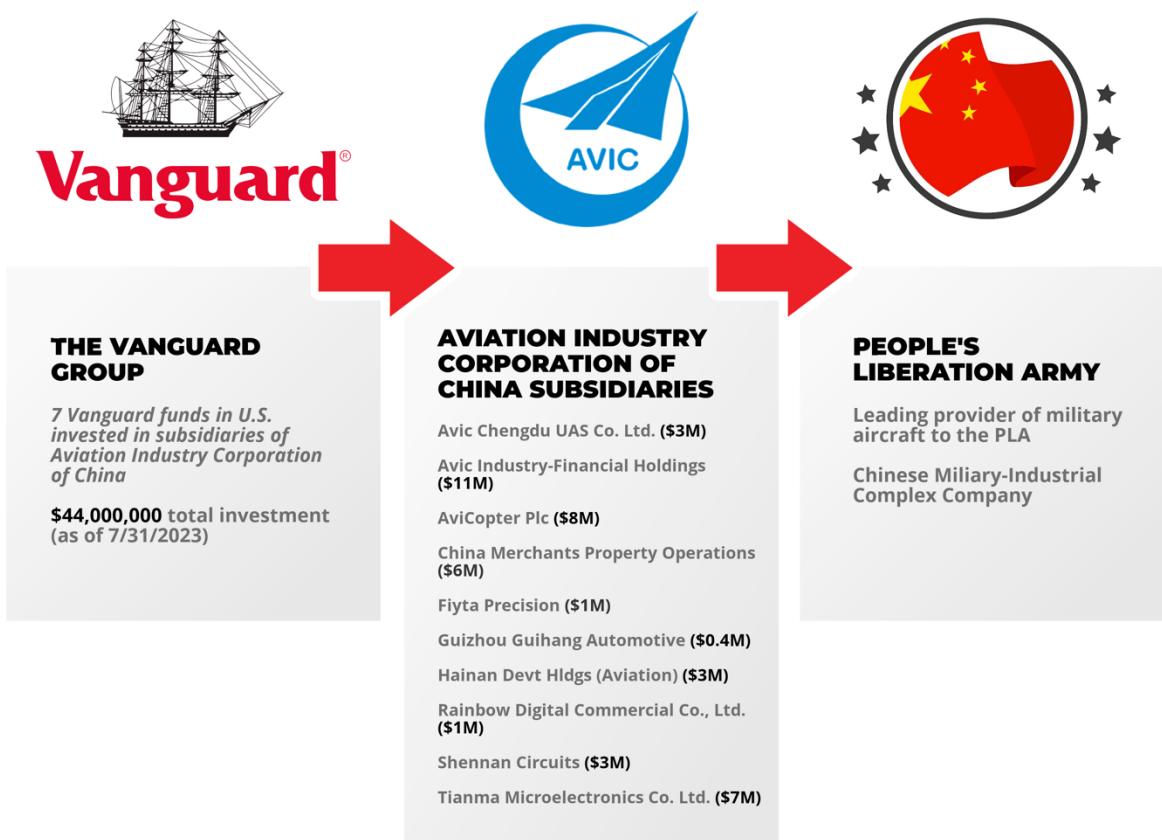 Vanguard®
AVIC
THE VANGUARD
GROUP
7 Vanguard funds in U.S.
invested in subsidiaries of
Aviation Industry Corporation
of China
$44,000,000 total investment
(as of 7/31/2023)
AVIATION INDUSTRY
CORPORATION OF
CHINA SUBSIDIARIES
Avic Chengdu UAS Co. Ltd. ($3M)
Avic Industry-Financial Holdings
($11M)
AviCopter Plc ($8M)
China Merchants Property Operations
($6M)
Fiyta Precision ($1M)
Guizhou Guihang Automotive ($0.4M)
Hainan Devt Hldgs (Aviation) ($3M)
Rainbow Digital Commercial Co., Ltd.
($1M)
Shennan Circuits ($3M)
Tianma Microelectronics Co. Ltd. ($7M)
PEOPLE'S
LIBERATION ARMY
Leading provider of military
aircraft to the PLA
Chinese Miliary-Industrial
Complex Company